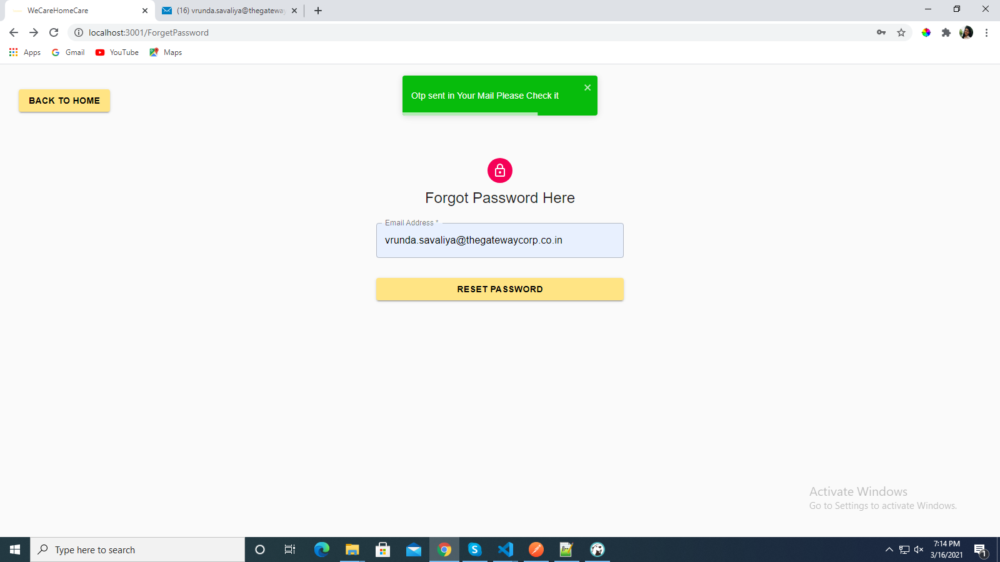 WeCareHomeCare
(16) vrunda.savaliya@thegateway
localhost:3001/ForgetPassword
Apps
Gmail
YouTube
Maps
BACK TO HOME
Otp sent in Your Mail Please Check it
Forgot Password Here
Email Address *
vrunda.savaliya@thegatewaycorp.co.in
RESET PASSWORD
Activate Windows
Go to Settings to activate Windows.
Type here to search
7:14 PM
3/16/2021
1